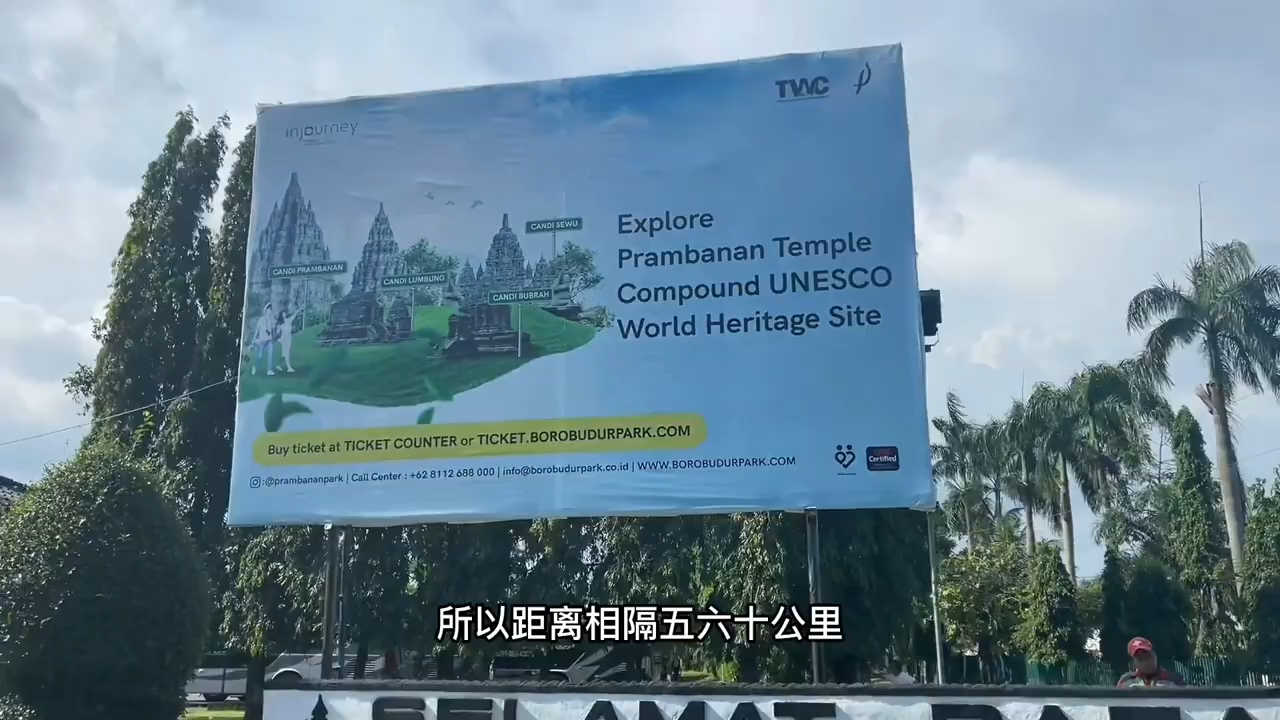 injourney
TWC
CANDI SEWU
CANDI PRAMBANAN
CANDI LUMBUNG
CANDI BUBRAH
Explore
Prambanan Temple
Compound UNESCO
World Heritage Site
Buy ticket at TICKET COUNTER or TICKET.BOROBUDURPARK.COM
:@prambananpark | Call Center : +62 8112 688 000 | info@borobudurpark.co.id | WWW.BOROBUDURPARK.COM
Certified
所以距离相隔五六十公里
SELAMAT DATA